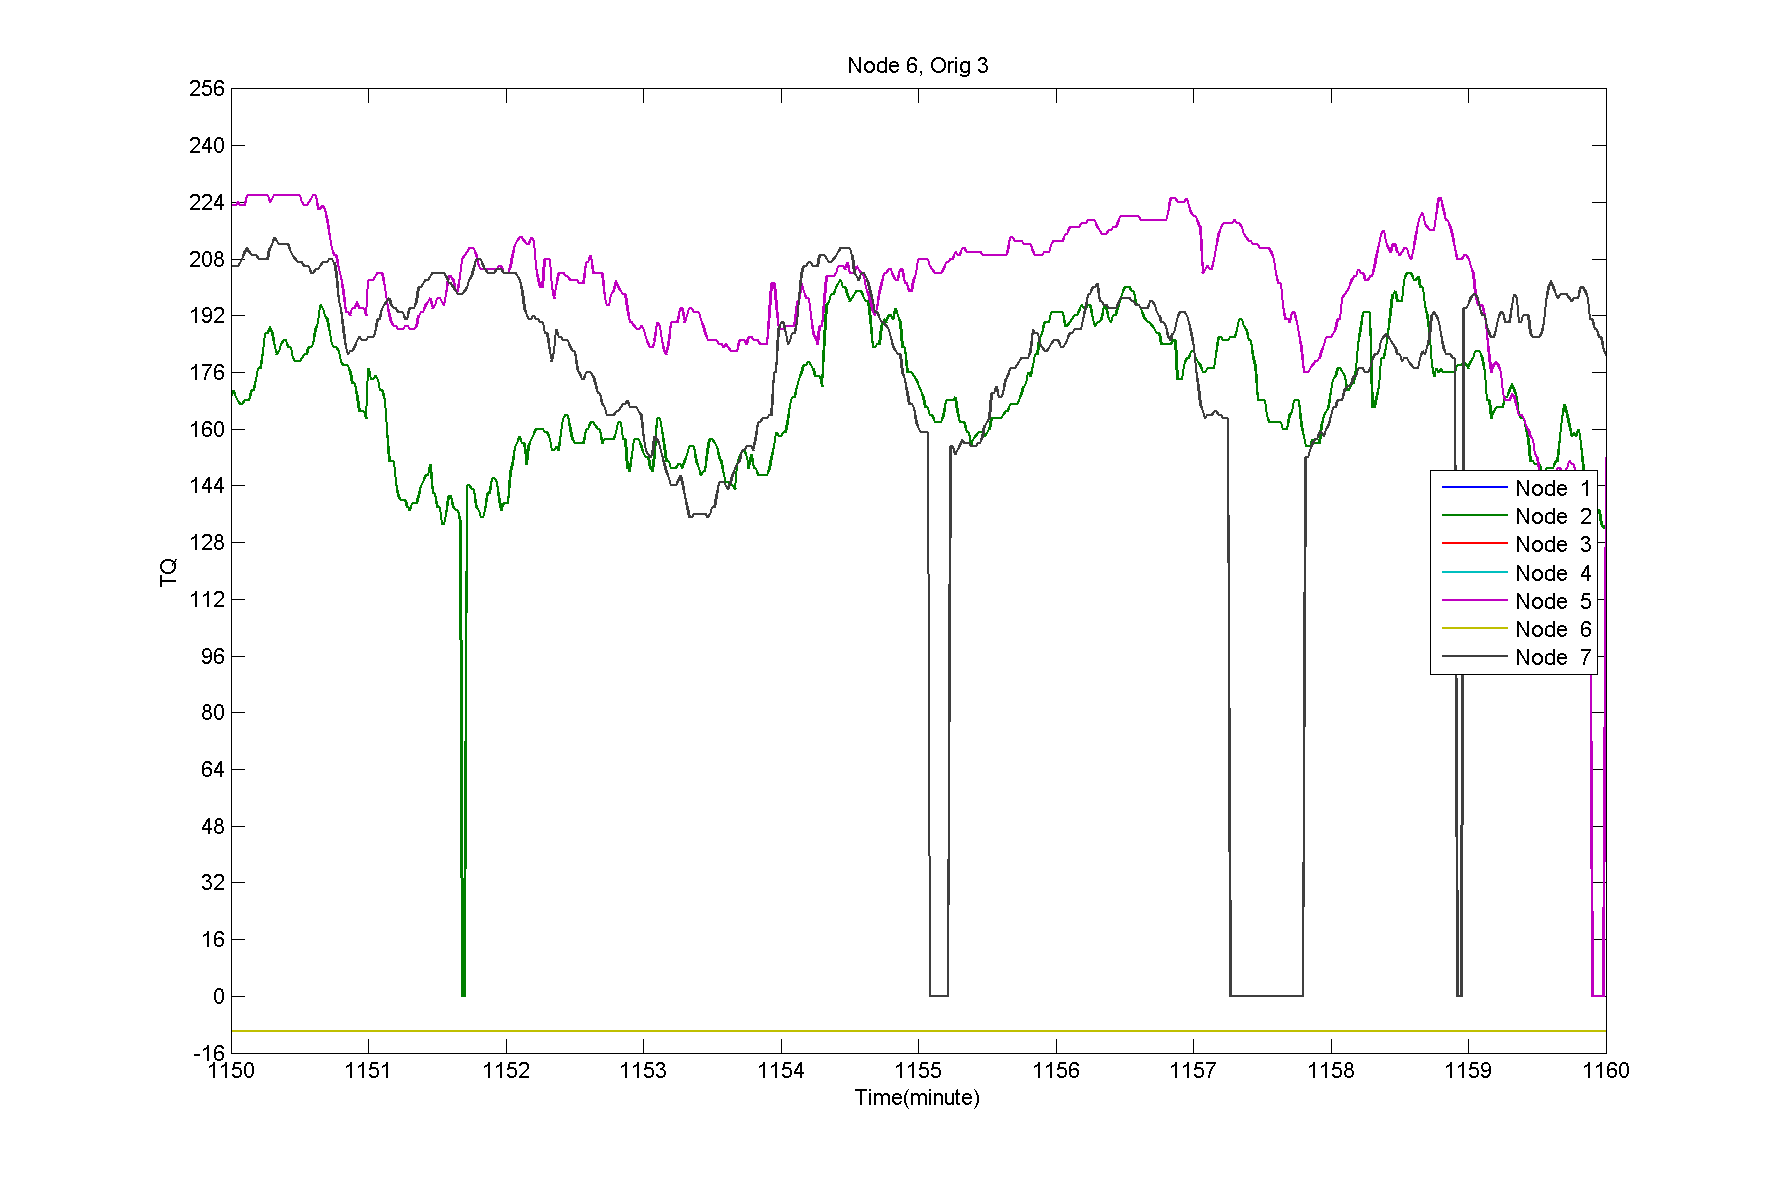 Node 6, Orig 3
256
240
224
208
192
176
160
144
128
112
96
80
64
48
32
16
0
-16
TQ
Node 1
Node 2
Node 3
Node 4
Node 5
Node 6
Node 7
1150 1151 1152 1153 1154 1155 1156 1157 1158 1159 1160
Time(minute)